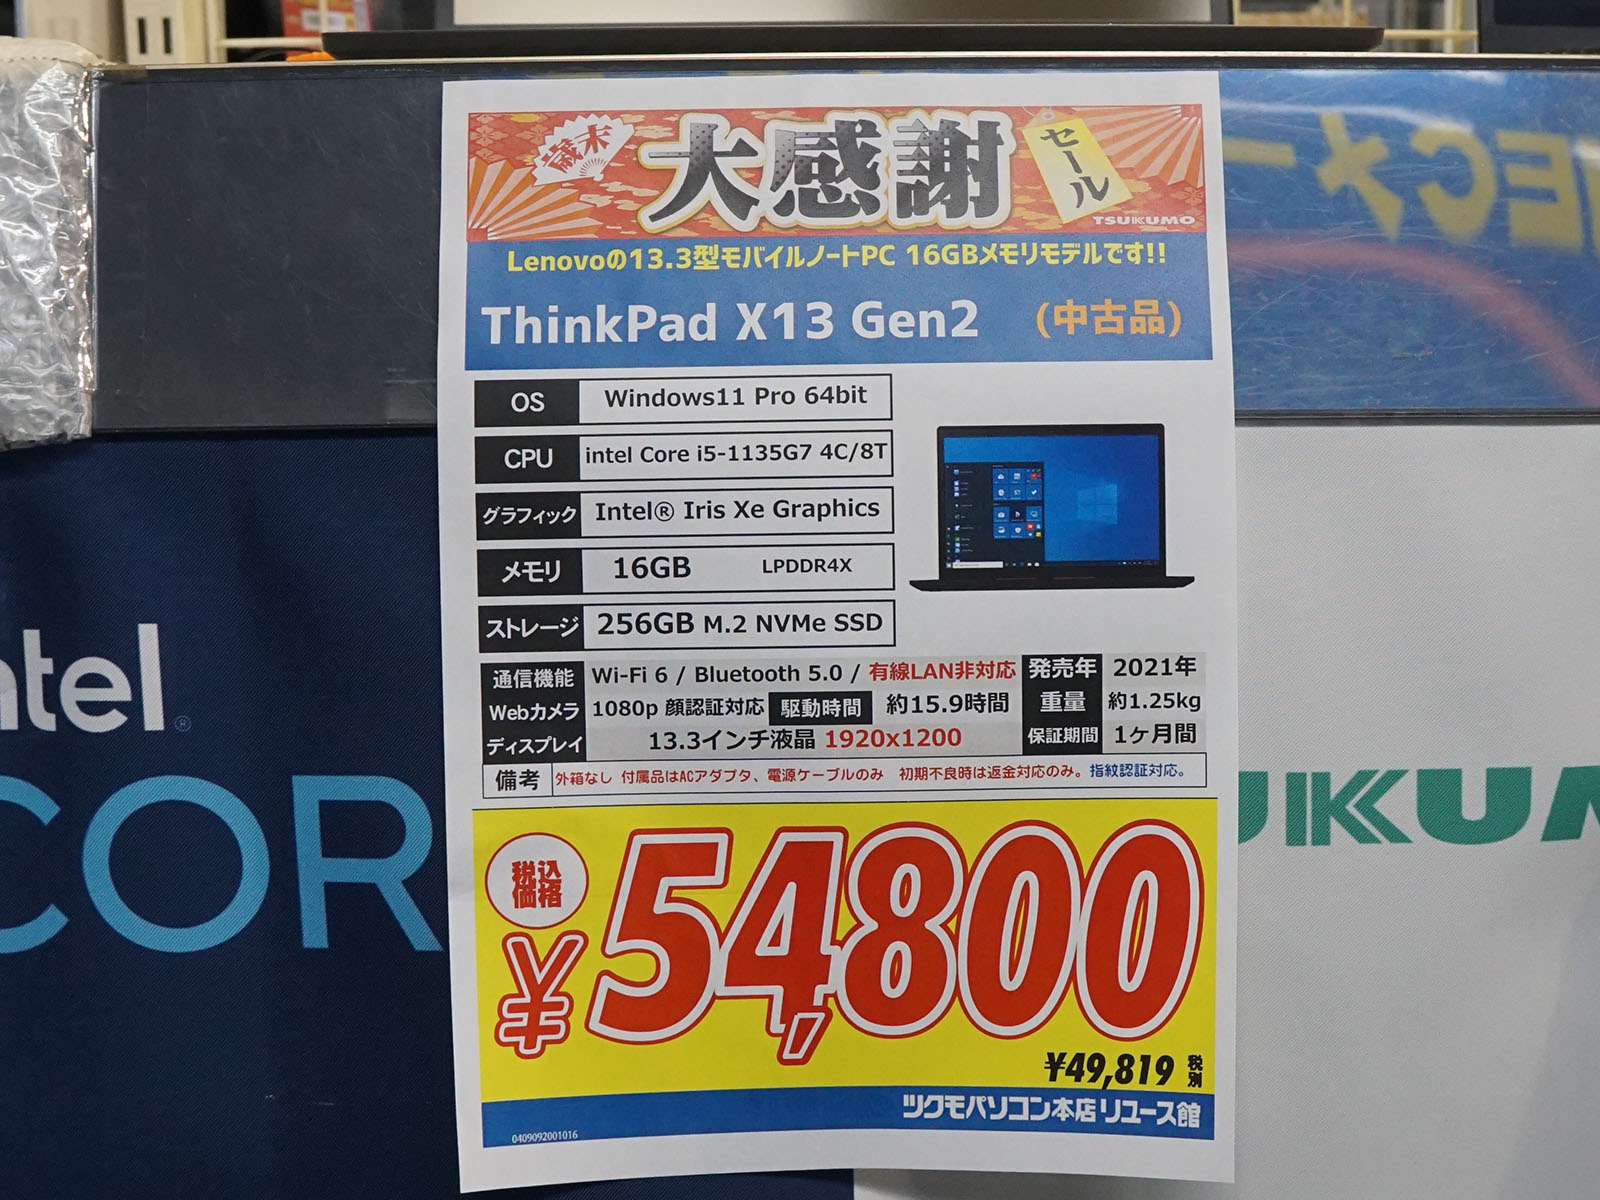 歳末
大感謝
セール
TSUKUMO
Lenovoの13.3型モバイルノートPC 16GBメモリモデルです!!
ThinkPad X13 Gen2 (中古品)
OS Windows11 Pro 64bit
CPU intel Core i5-1135G7 4C/8T
グラフィック Intel® Iris Xe Graphics
メモリ 16GB LPDDR4X
ストレージ 256GB M.2 NVMe SSD
通信機能 Wi-Fi 6 / Bluetooth 5.0 / 有線LAN非対応 発売年 2021年
Webカメラ 1080p 顔認証対応 駆動時間 約15.9時間 重量 約1.25kg
ディスプレイ 13.3インチ液晶 1920x1200 保証期間 1ヶ月間
備考 外箱なし 付属品はACアダプタ、電源ケーブルのみ 初期不良時は返金対応のみ。指紋認証対応。
税込価格
¥54,800
¥49,819 税別
ツクモパソコン本店 リユース館
0409092001016
ntel®
COR
UKUM